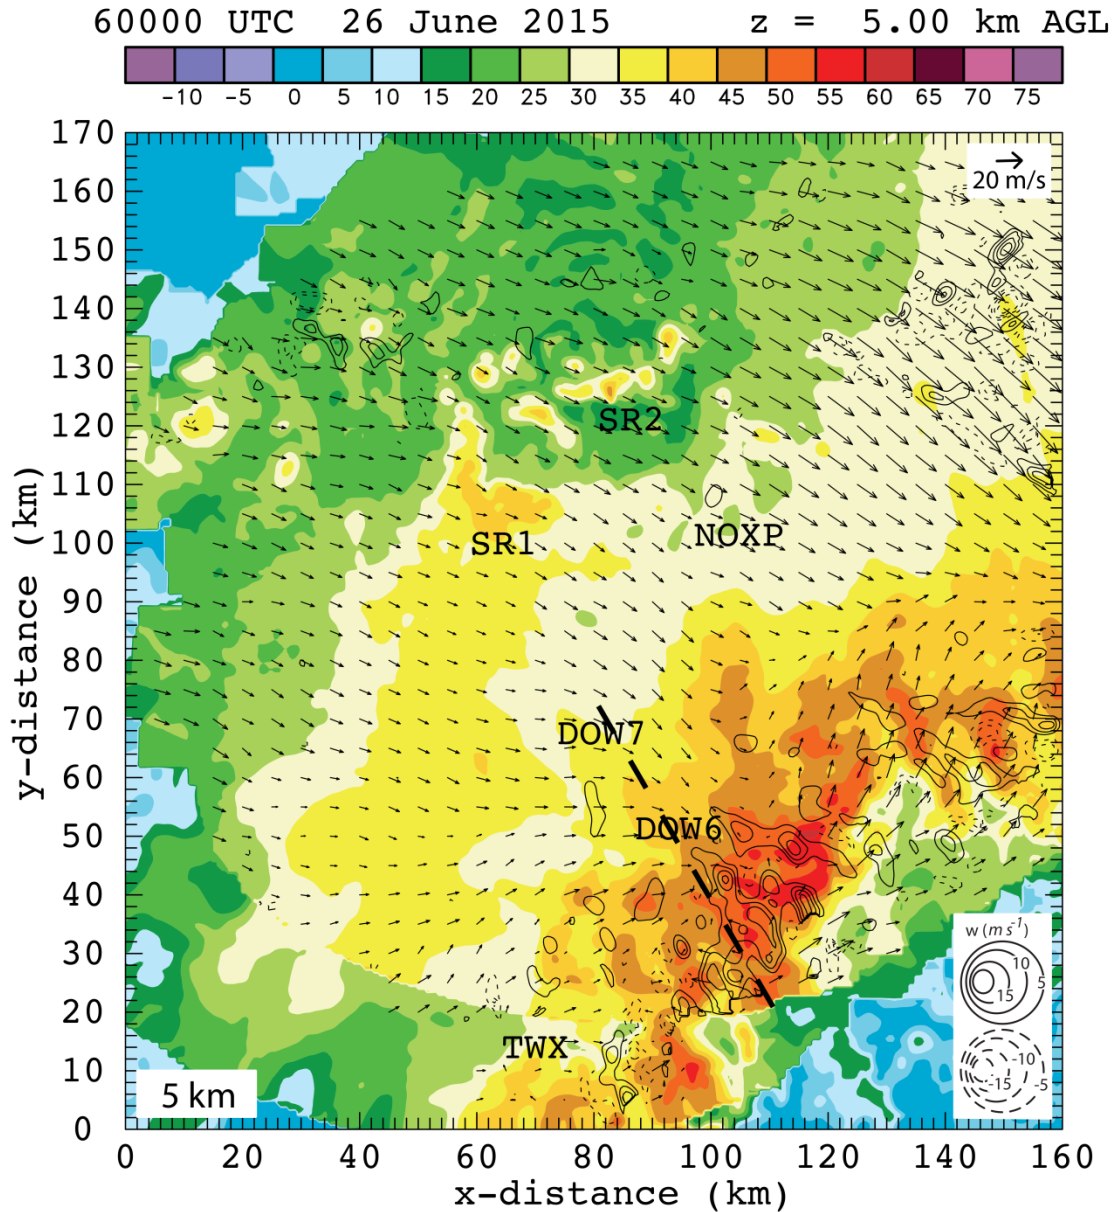 60000 UTC 26 June 2015 z = 5.00 km AGL
-10 -5 0 5 10 15 20 25 30 35 40 45 50 55 60 65 70 75
170
160
150
140
130
120
110
100
90
80
70
60
50
40
30
20
10
0
y-distance (km)
20 m/s
SR2
SR1
NOXP
DOW7
DOW6
TWX
5 km
w (m s⁻¹)
10
5
15
-10
-15
-5
0 20 40 60 80 100 120 140 160
x-distance (km)